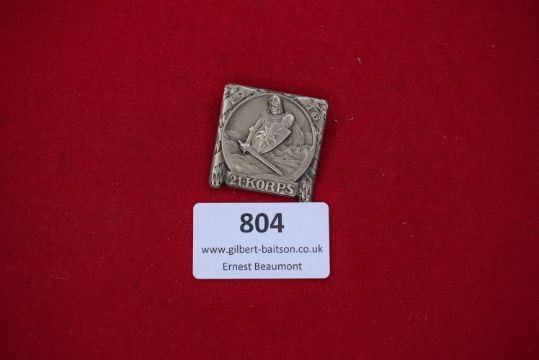 21·KORPS
804
www.gilbert-baitson.co.uk
Ernest Beaumont